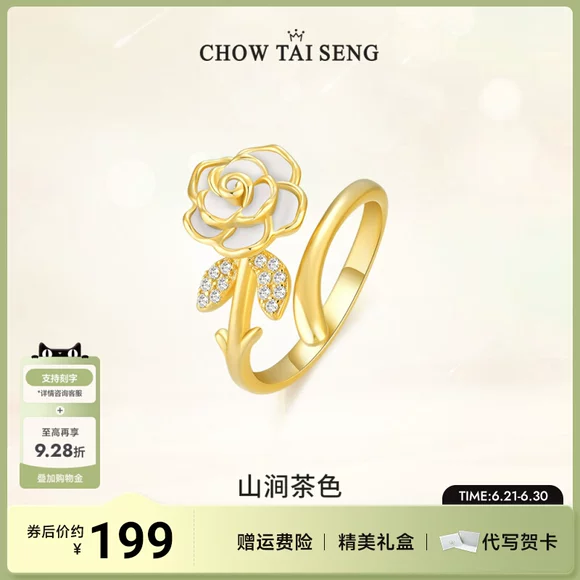 CHOW TAI SENG
支持刻字
*详情咨询客服
+
至高再享
9.28折
叠加购物金
山涧茶色
TIME:6.21-6.30
券后价约
¥ 199
赠运费险 | 精美礼盒 | 代写贺卡